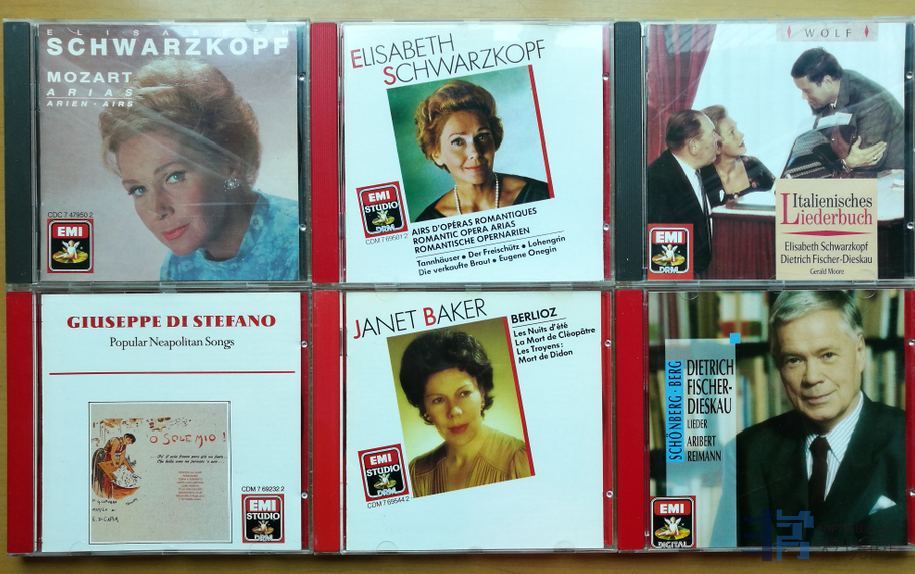 ELISABETH
SCHWARZKOPF
MOZART
ARIAS
ARIEN · AIRS
CDC 7 47950 2
EMI
ELISABETH
SCHWARZKOPF
EMI
STUDIO
DRM
CDM 7 69501 2
AIRS D'OPÉRAS ROMANTIQUES
ROMANTIC OPERA ARIAS
ROMANTISCHE OPERNARIEN
Tannhäuser • Der Freischütz • Lohengrin
Die verkaufte Braut • Eugene Onegin
WOLF
Italienisches
Liederbuch
Elisabeth Schwarzkopf
Dietrich Fischer-Dieskau
Gerald Moore
EMI
DRM
GIUSEPPE DI STEFANO
Popular Neapolitan Songs
'O SOLE MIO!
E. DI CAPUA
CDM 7 69232 2
EMI
STUDIO
DRM
JANET BAKER
BERLIOZ
Les Nuits d'été
La Mort de Cléopâtre
Les Troyens:
Mort de Didon
EMI
STUDIO
DRM
CDM 7 69544 2
SCHÖNBERG · BERG
DIETRICH
FISCHER-
DIESKAU
LIEDER
ARIBERT
REIMANN
EMI
DIGITAL